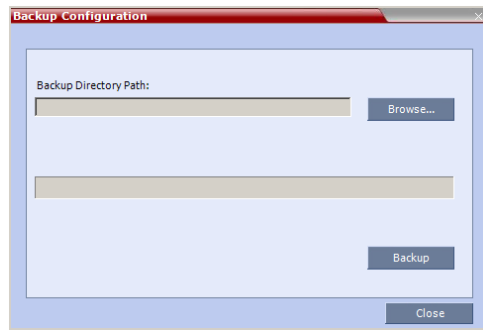 Backup Configuration
Backup Directory Path:
Browse...
Backup
Close